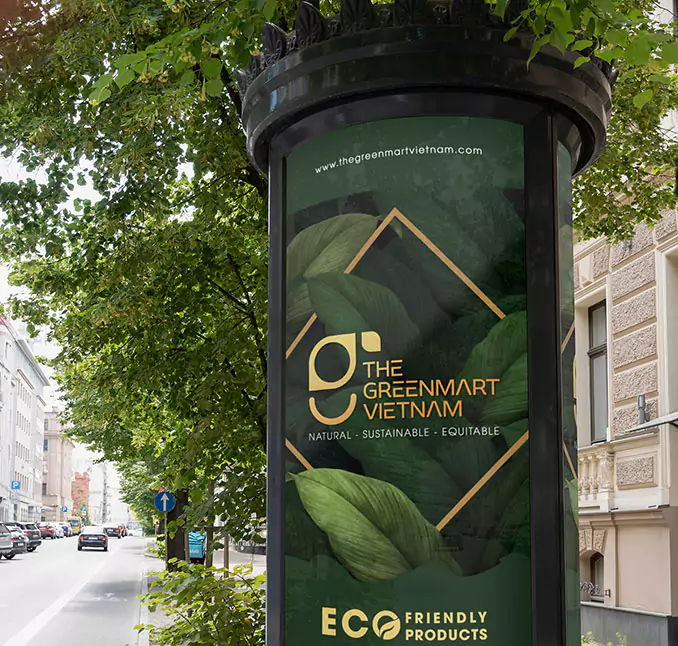 www.thegreenmartvietnam.com
THE
GREENMART
VIETNAM
NATURAL - SUSTAINABLE - EQUITABLE
ECO FRIENDLY
PRODUCTS
P